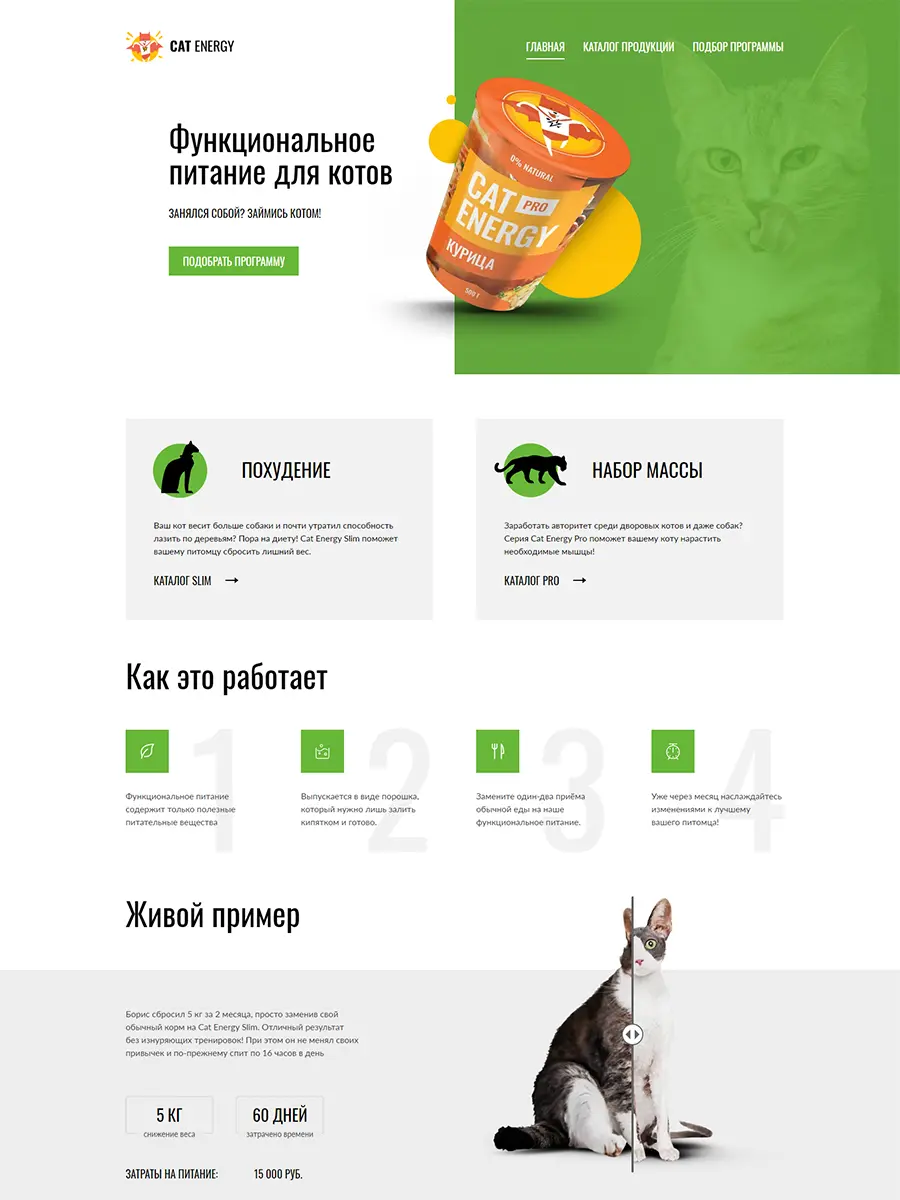 CAT ENERGY
ГЛАВНАЯ КАТАЛОГ ПРОДУКЦИИ ПОДБОР ПРОГРАММЫ
Функциональное
питание для котов
ЗАНЯЛСЯ СОБОЙ? ЗАЙМИСЬ КОТОМ!
ПОДОБРАТЬ ПРОГРАММУ
0% NATURAL
CAT PRO
ENERGY
КУРИЦА
500 г
ПОХУДЕНИЕ
Ваш кот весит больше собаки и почти утратил способность
лазить по деревьям? Пора на диету! Cat Energy Slim поможет
вашему питомцу сбросить лишний вес.
КАТАЛОГ SLIM
НАБОР МАССЫ
Заработать авторитет среди дворовых котов и даже собак?
Серия Cat Energy Pro поможет вашему коту нарастить
необходимые мышцы!
КАТАЛОГ PRO
Как это работает
1
Функциональное питание
содержит только полезные
питательные вещества
2
Выпускается в виде порошка,
который нужно лишь залить
кипятком и готово.
3
Замените один-два приёма
обычной еды на наше
функциональное питание.
4
Уже через месяц наслаждайтесь
изменениями к лучшему
вашего питомца!
Живой пример
Борис сбросил 5 кг за 2 месяца, просто заменив свой
обычный корм на Cat Energy Slim. Отличный результат
без изнуряющих тренировок! При этом он не менял своих
привычек и по-прежнему спит по 16 часов в день
5 КГ
снижение веса
60 ДНЕЙ
затрачено времени
ЗАТРАТЫ НА ПИТАНИЕ: 15 000 РУБ.